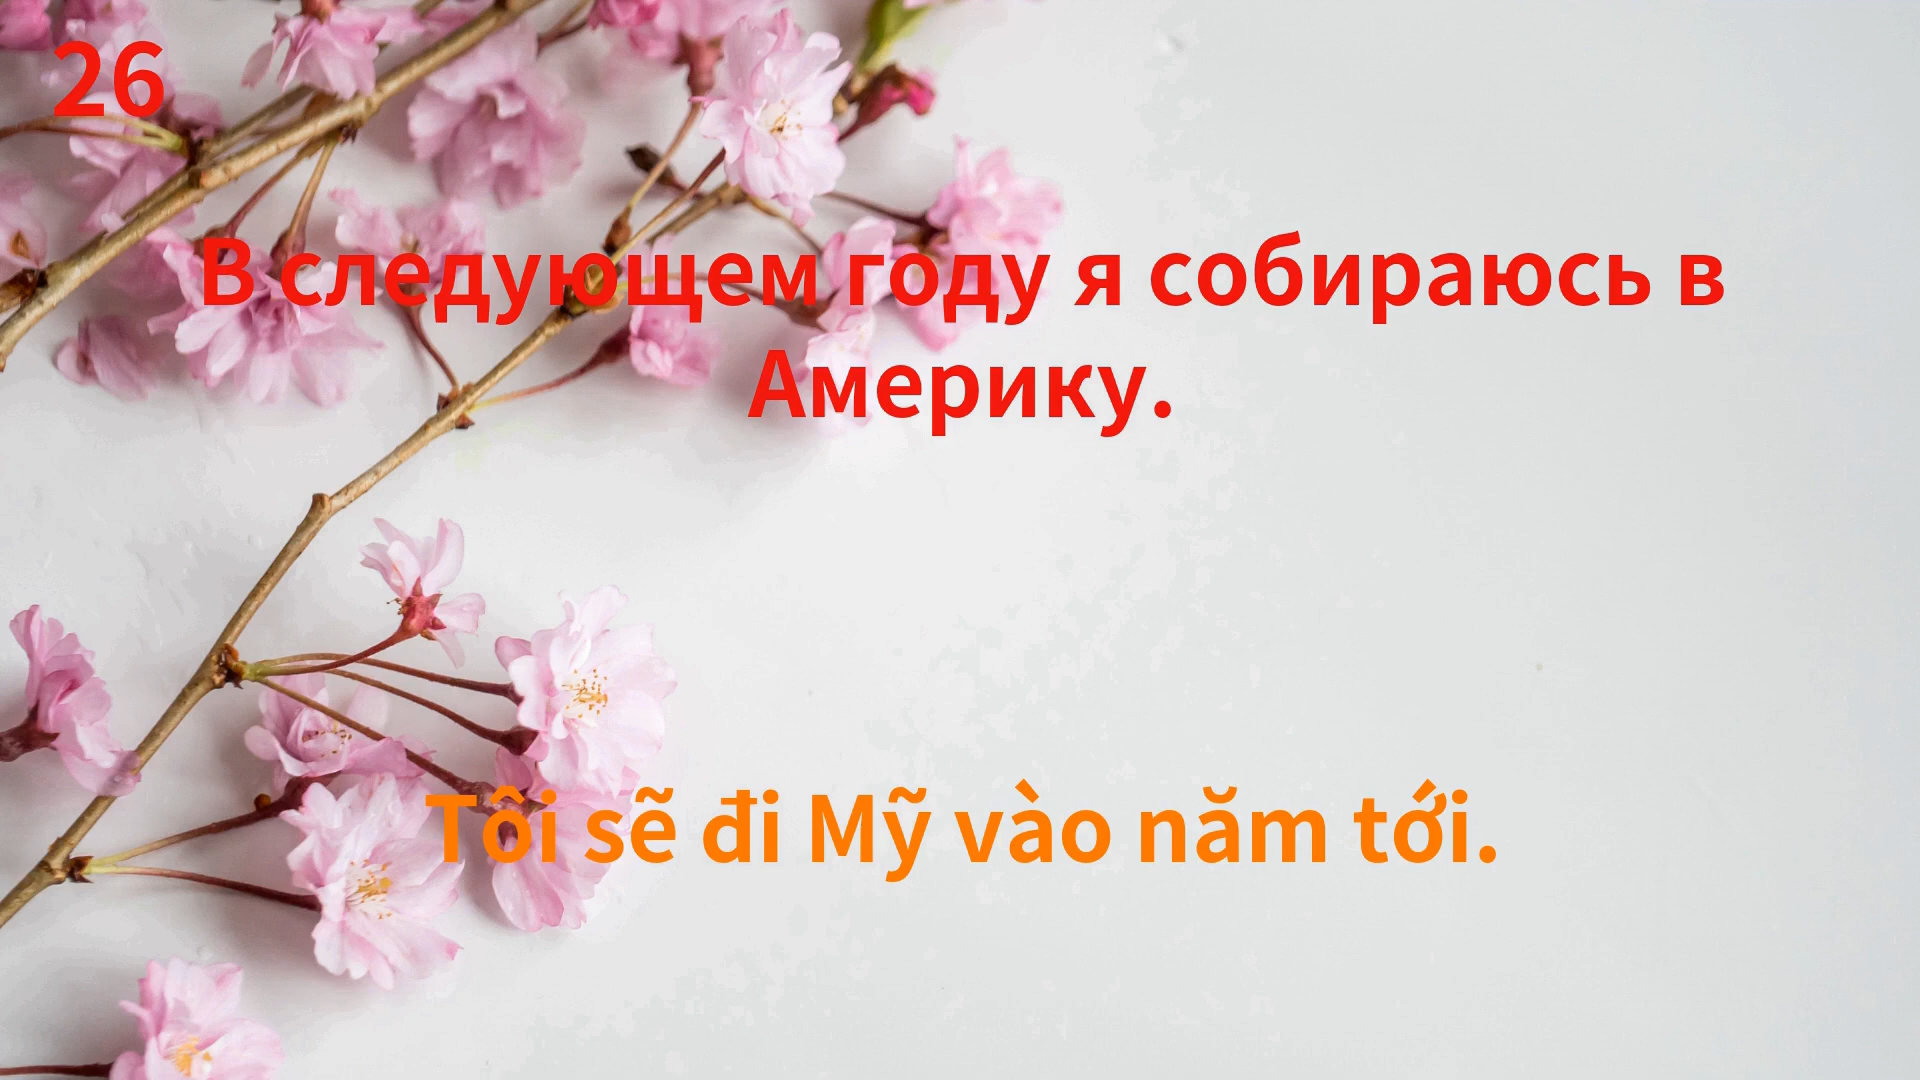 26
В следующем году я собираюсь в
Америку.
Tôi sẽ đi Mỹ vào năm tới.